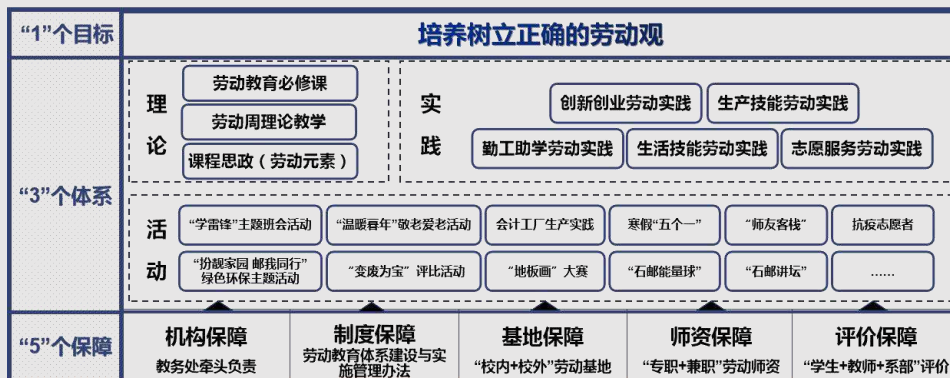 “1”个目标
培养树立正确的劳动观
“3”个体系
理论
劳动教育必修课
劳动周理论教学
课程思政（劳动元素）
实践
创新创业劳动实践
生产技能劳动实践
勤工助学劳动实践
生活技能劳动实践
志愿服务劳动实践
活动
“学雷锋”主题班会活动
“温暖暮年”敬老爱老活动
会计工厂生产实践
寒假“五个一”
“师友客栈”
抗疫志愿者
“扮靓家园 邮我同行”
绿色环保主题活动
“变废为宝”评比活动
“地板画”大赛
“石邮能量球”
“石邮讲坛”
......
“5”个保障
机构保障
教务处牵头负责
制度保障
劳动教育体系建设与实
施管理办法
基地保障
“校内+校外”劳动基地
师资保障
“专职+兼职”劳动师资
评价保障
“学生+教师+系部”评价